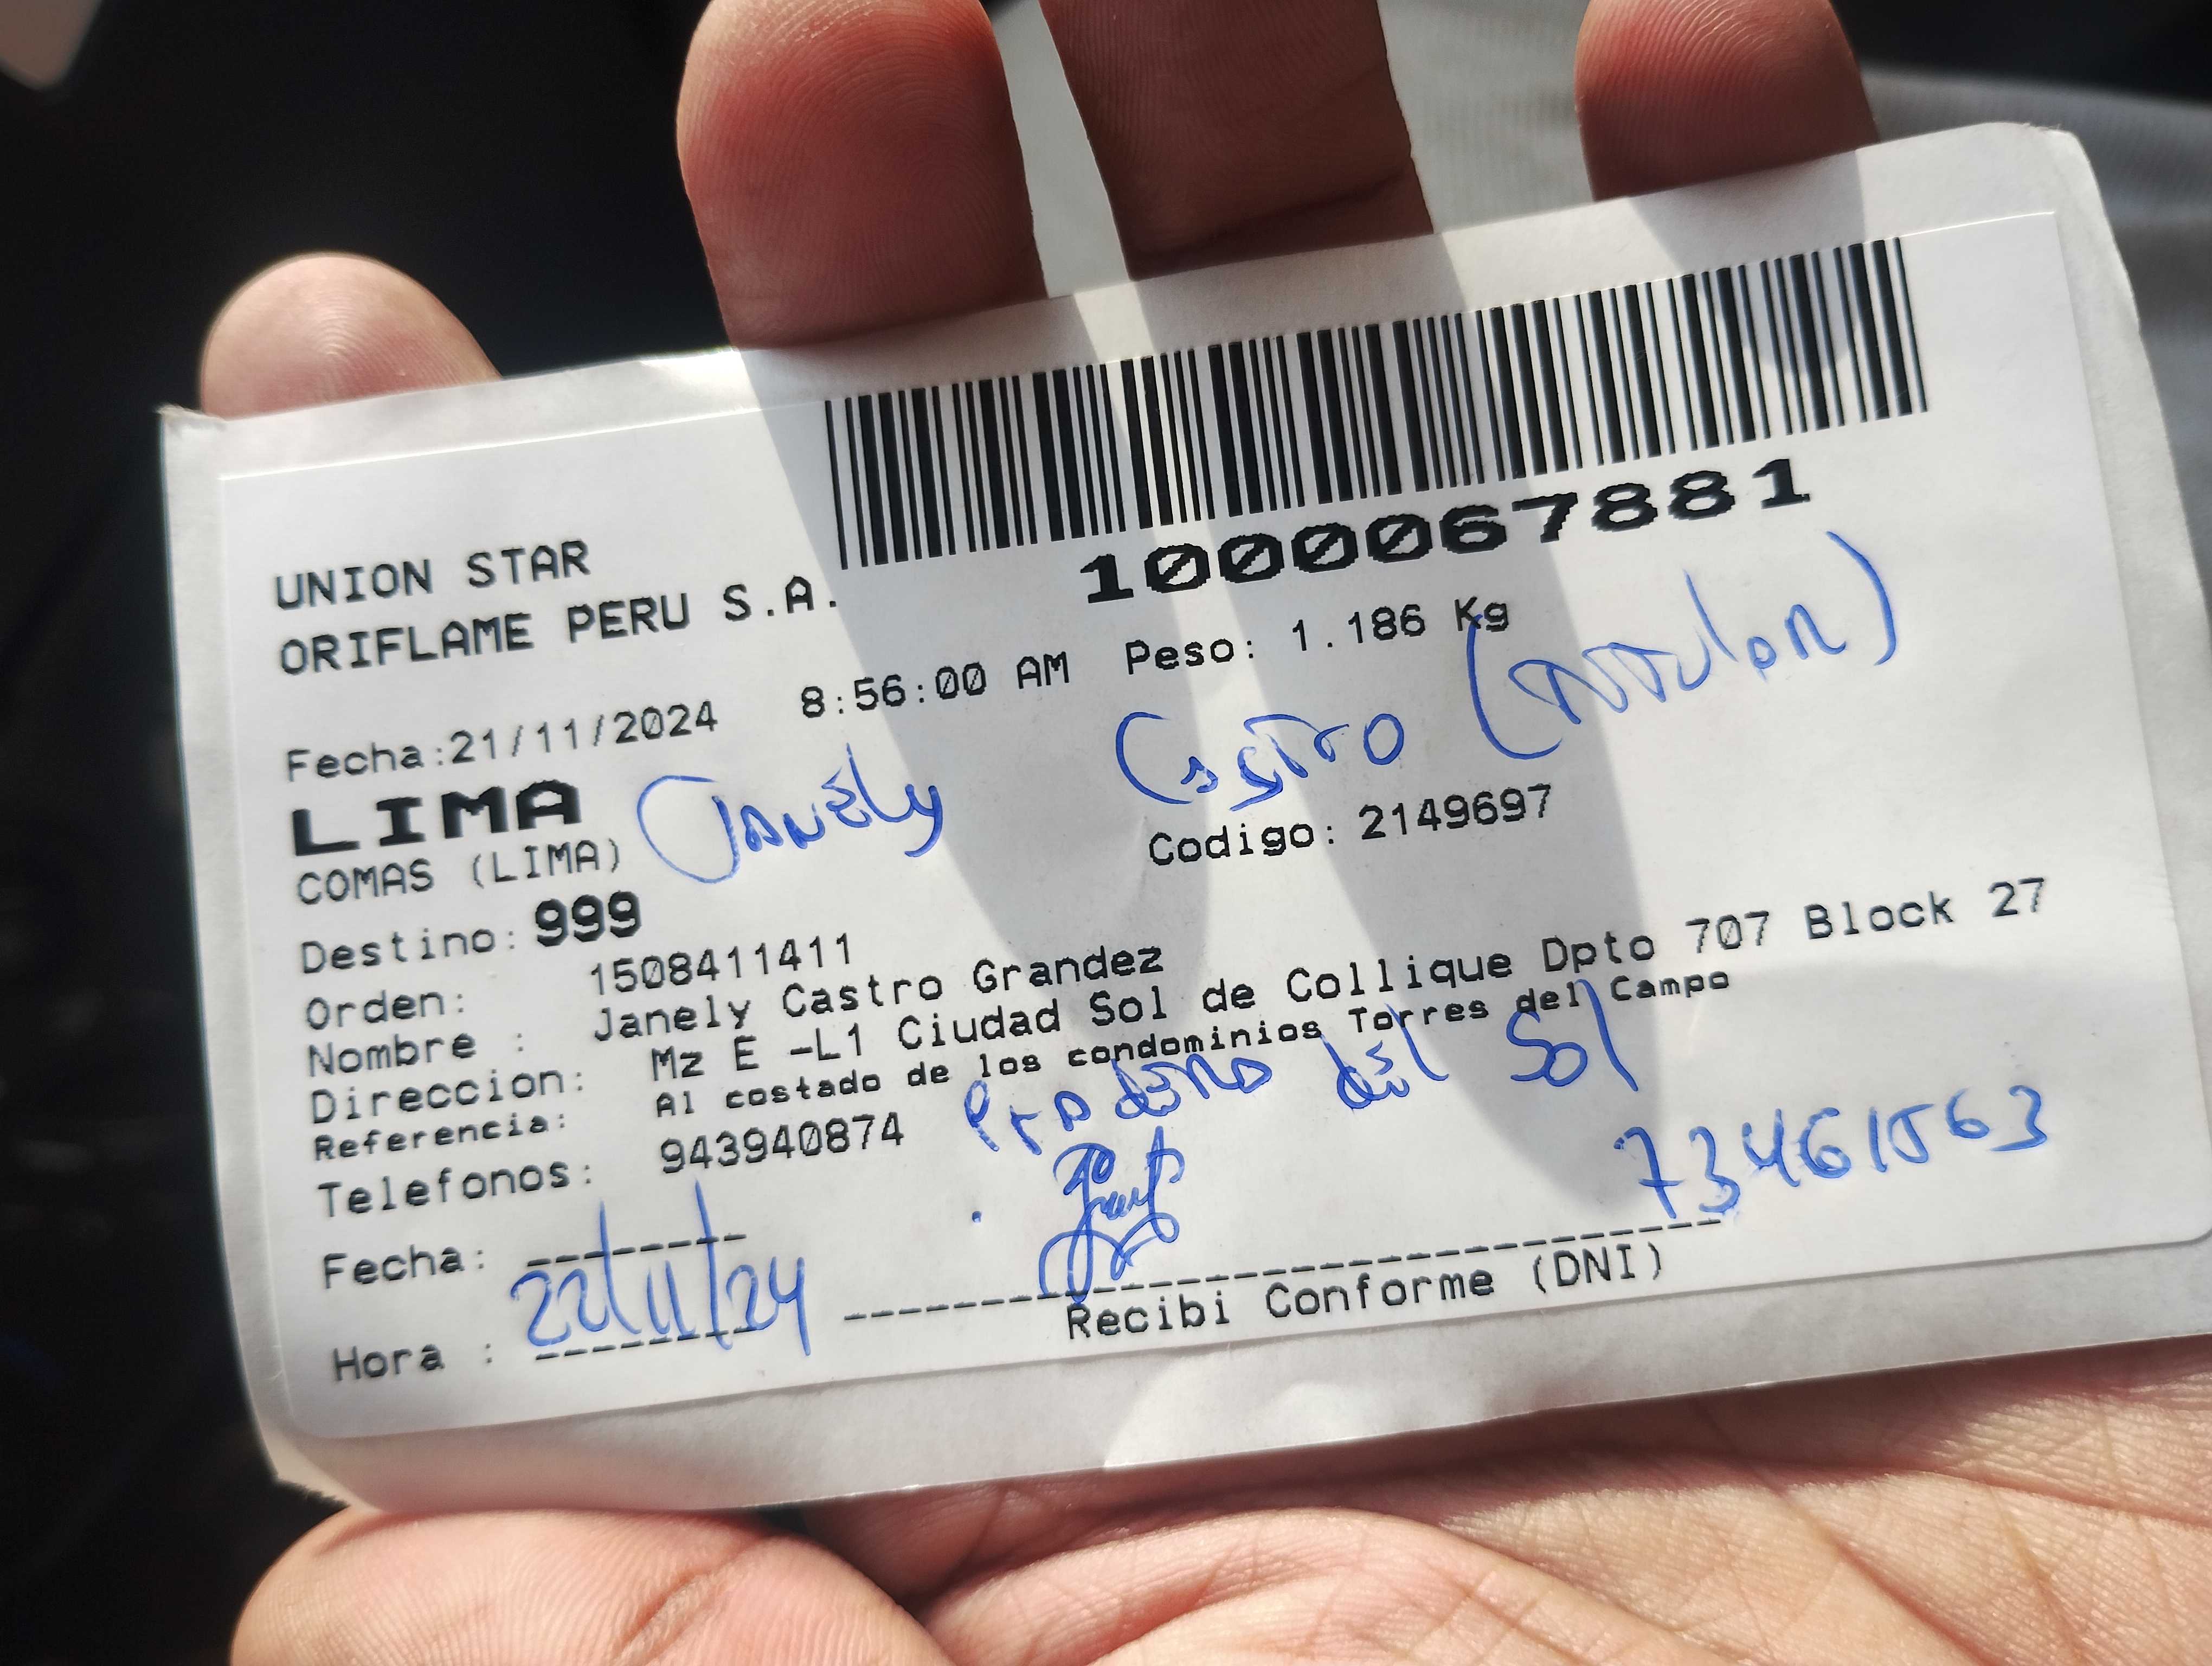 1000067881
UNION STAR
ORIFLAME PERU S.A.
Fecha:21/11/2024 8:56:00 AM Peso: 1.186 Kg
LIMA Janely Castro (titular)
COMAS (LIMA) Codigo: 2149697
Destino: 999
Orden: 1508411411
Nombre : Janely Castro Grandez
Direccion: Mz E -L1 Ciudad Sol de Collique Dpto 707 Block 27
Referencia: Al costado de los condominios Torres del Campo
Telefonos: 943940874 Pradera del Sol
Fecha: 22/11/24
Hora :
Recibi Conforme (DNI)